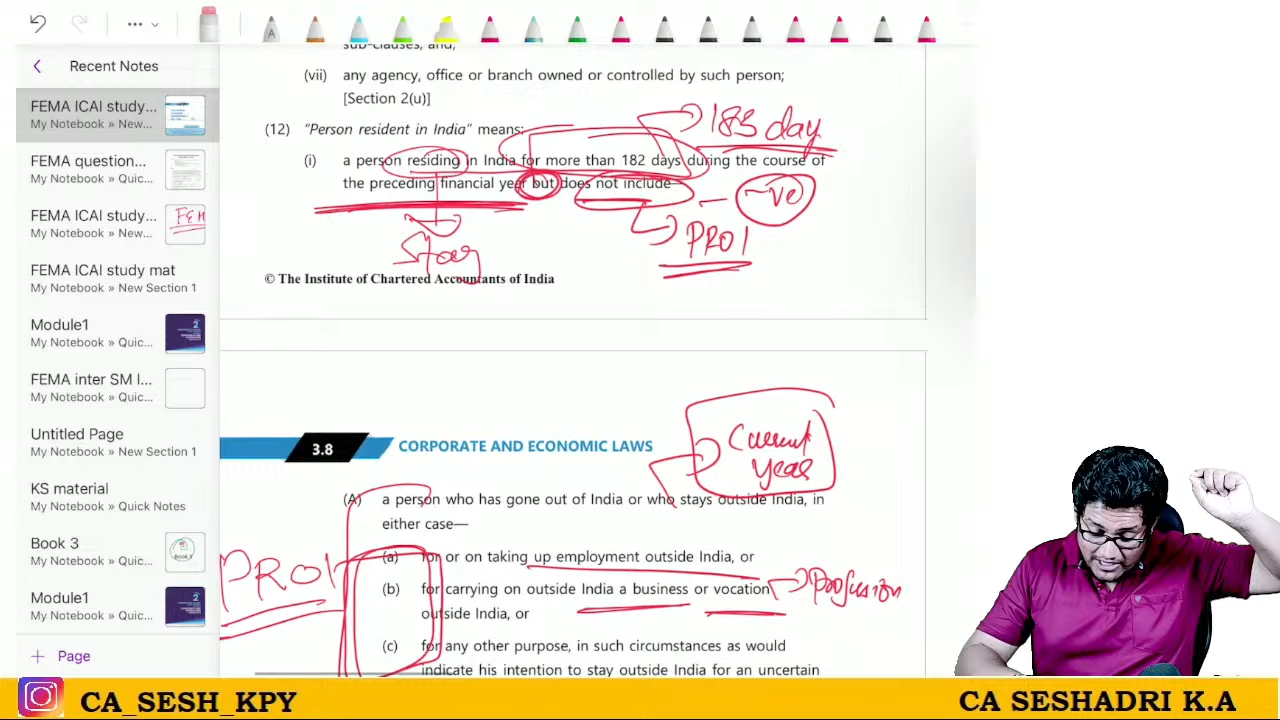 Recent Notes
FEMA ICAI study...
My Notebook » New...
FEMA question...
My Notebook » New...
FEMA ICAI study...
My Notebook » New...
FEM
FEMA ICAI study mat
My Notebook » New Section 1
Module1
My Notebook » Quic...
FEMA inter SM I...
My Notebook » Quic...
Untitled Page
My Notebook » New Section 1
KS material
My Notebook » Quick Notes
Book 3
My Notebook » Quic...
Book 3
Module1
My Notebook » Quic...
+ Page
sub-clauses, and;
(vii) any agency, office or branch owned or controlled by such person;
[Section 2(u)]
(12) "Person resident in India" means:
183 day
(i) a person residing in India for more than 182 days during the course of
the preceding financial year but does not include
-ve
PROI
Stay
© The Institute of Chartered Accountants of India
3.8 CORPORATE AND ECONOMIC LAWS
Current
year
(A) a person who has gone out of India or who stays outside India, in
either case—
(a) for or on taking up employment outside India, or
PROI
(b) for carrying on outside India a business or vocation
outside India, or
(c) for any other purpose, in such circumstances as would
indicate his intention to stay outside India for an uncertain
CA_SESH_KPY
CA SESHADRI K.A